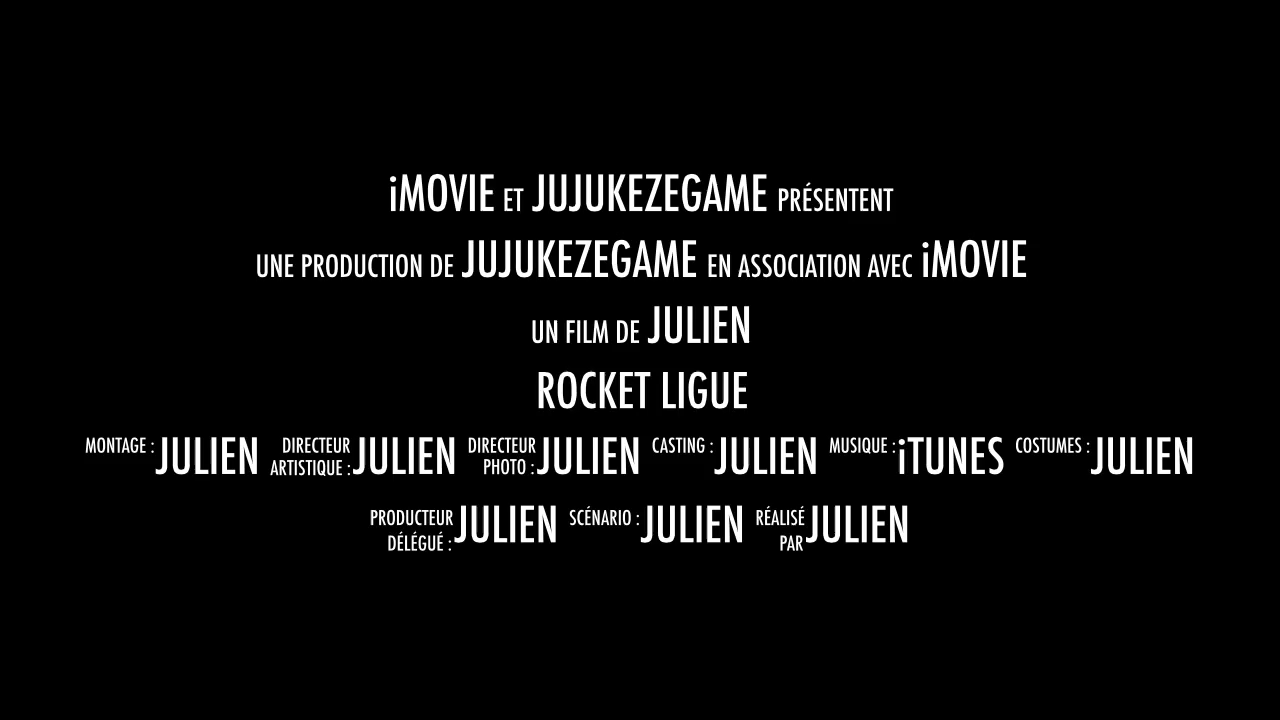 iMOVIE ET JUJUKEZEGAME PRÉSENTENT
UNE PRODUCTION DE JUJUKEZEGAME EN ASSOCIATION AVEC iMOVIE
UN FILM DE JULIEN
ROCKET LIGUE
MONTAGE : JULIEN DIRECTEUR ARTISTIQUE : JULIEN DIRECTEUR PHOTO : JULIEN CASTING : JULIEN MUSIQUE : iTUNES COSTUMES : JULIEN
PRODUCTEUR DÉLÉGUÉ : JULIEN SCÉNARIO : JULIEN RÉALISÉ PAR JULIEN